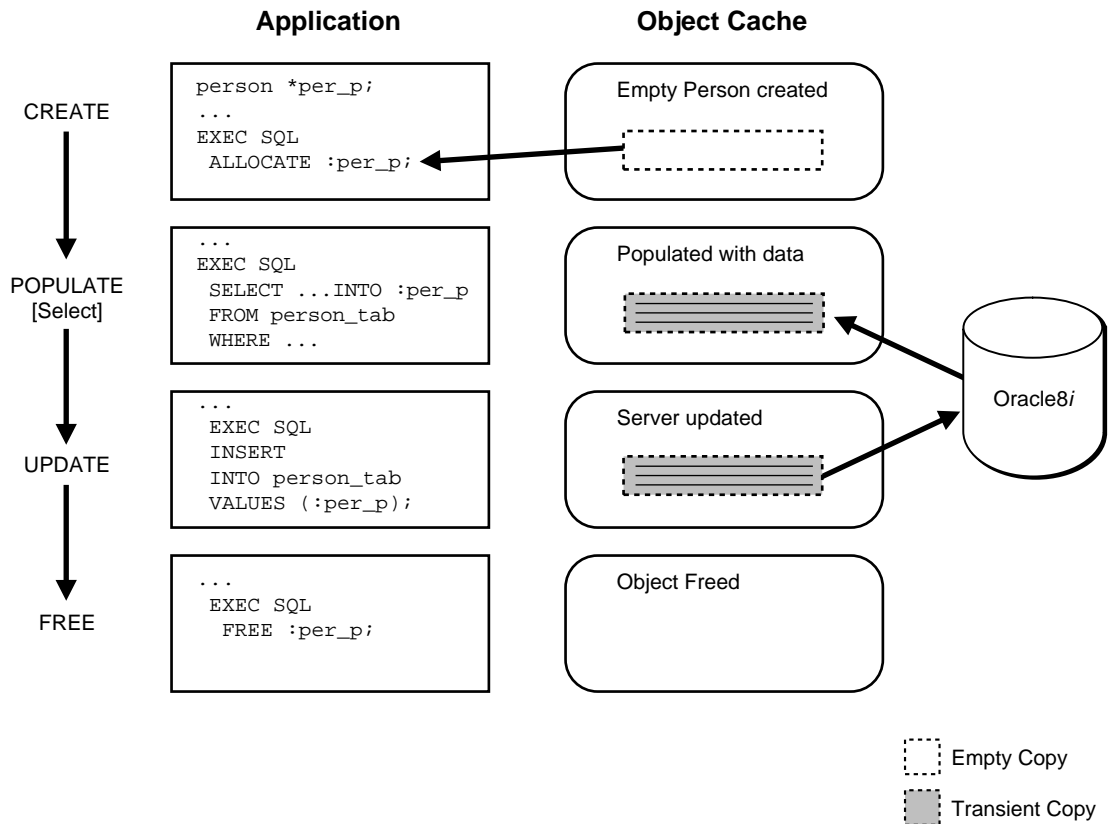 Application
Object Cache
CREATE
person *per_p;
...
EXEC SQL
ALLOCATE :per_p;
Empty Person created
POPULATE
[Select]
...
EXEC SQL
SELECT ...INTO :per_p
FROM person_tab
WHERE ...
Populated with data
Oracle8i
UPDATE
...
EXEC SQL
INSERT
INTO person_tab
VALUES (:per_p);
Server updated
FREE
...
EXEC SQL
FREE :per_p;
Object Freed
Empty Copy
Transient Copy